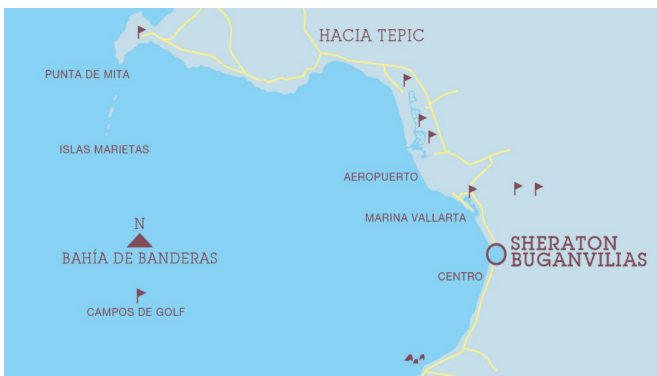 HACIA TEPIC
PUNTA DE MITA
ISLAS MARIETAS
AEROPUERTO
MARINA VALLARTA
N
BAHÍA DE BANDERAS
SHERATON
BUGANVILIAS
CENTRO
CAMPOS DE GOLF